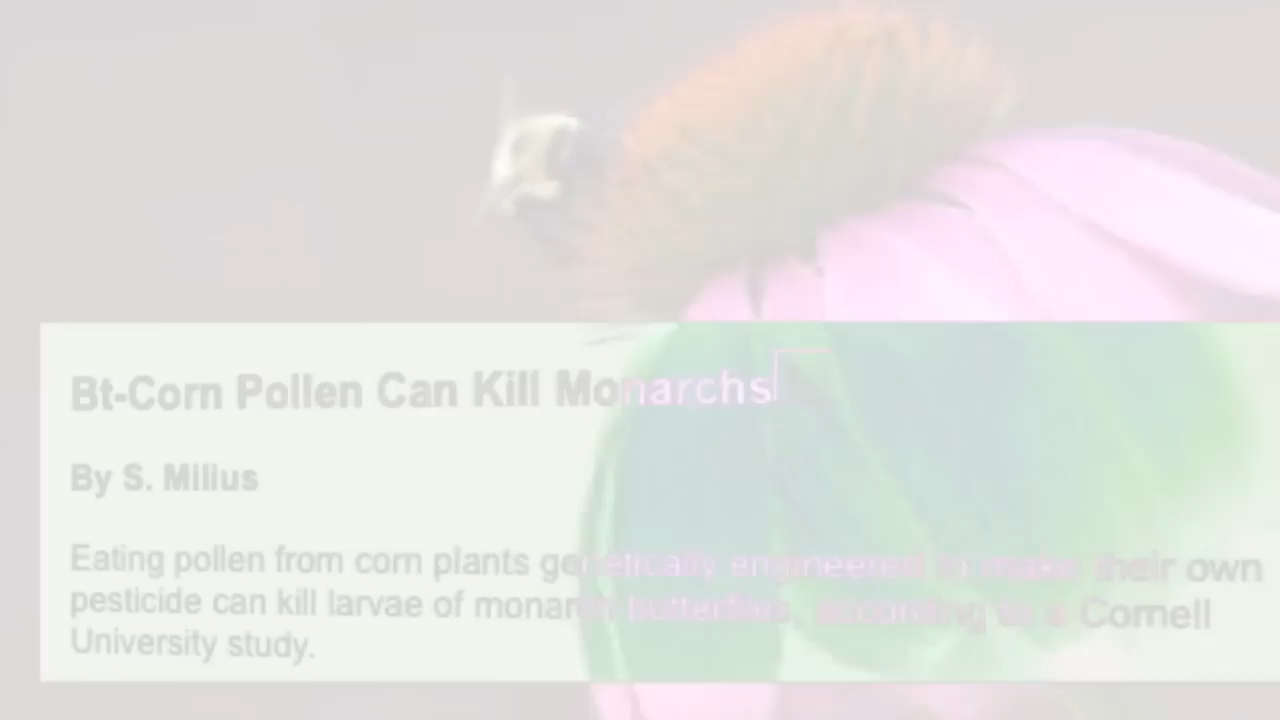 Bt-Corn Pollen Can Kill Monarchs
By S. Milius
Eating pollen from corn plants genetically engineered to make their own
pesticide can kill larvae of monarch butterflies, according to a Cornell
University study.